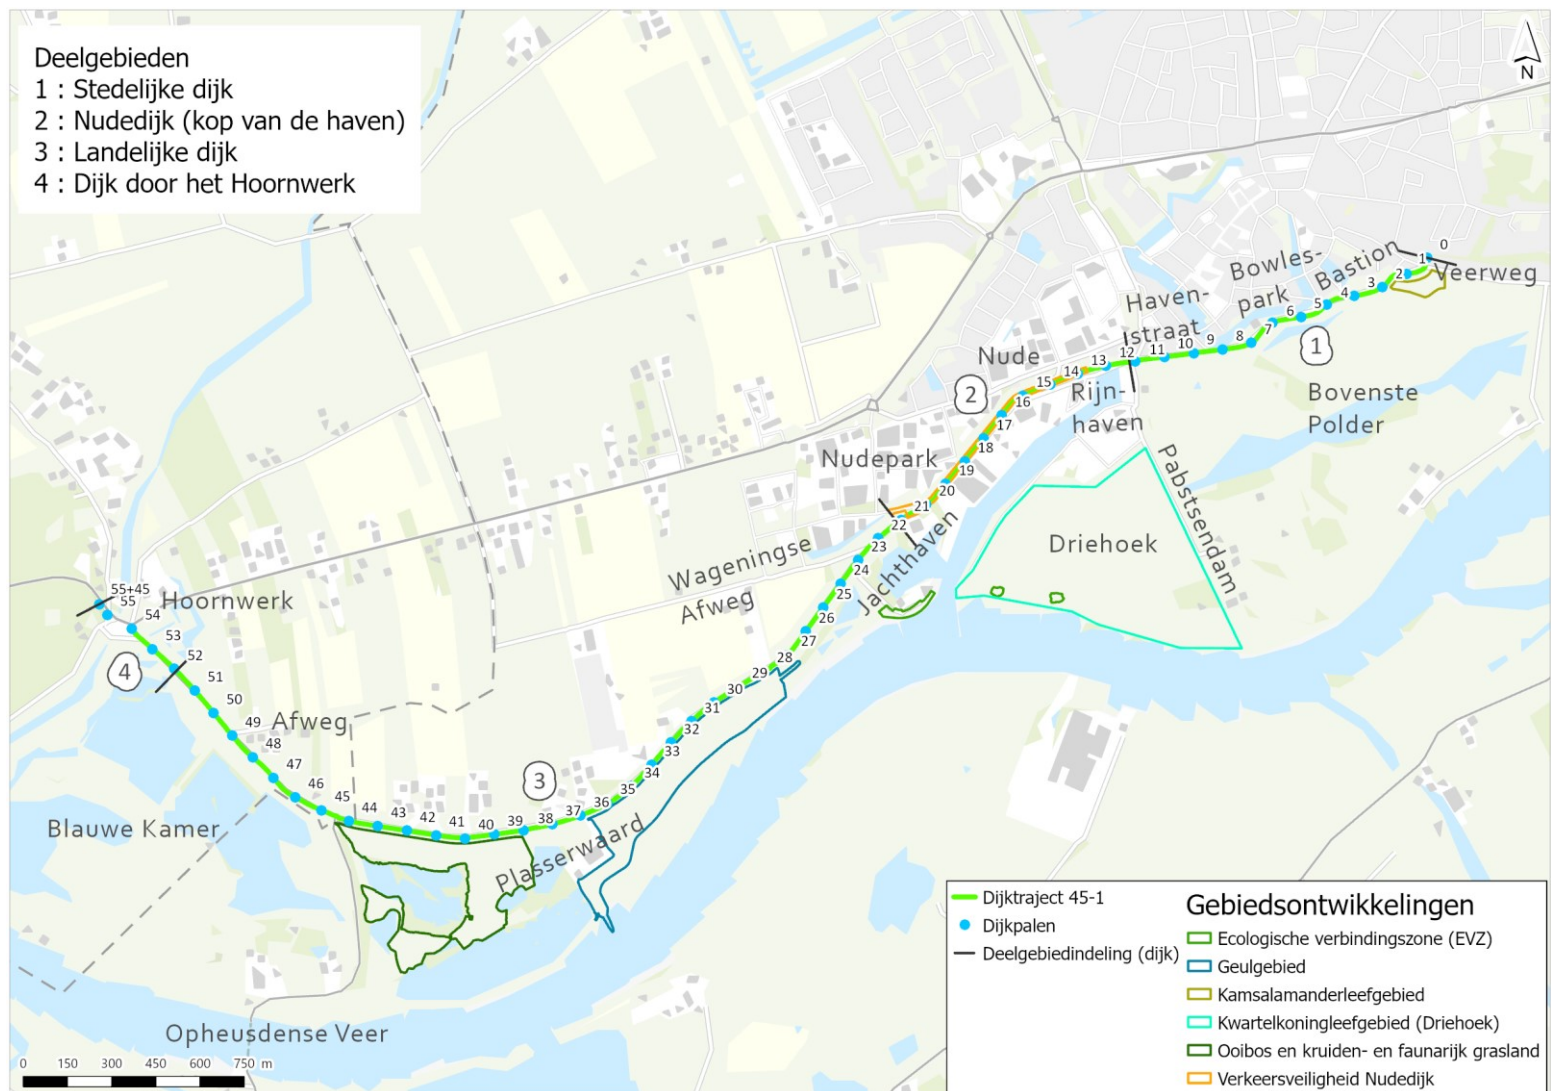 Deelgebieden
1 : Stedelijke dijk
2 : Nudedijk (kop van de haven)
3 : Landelijke dijk
4 : Dijk door het Hoornwerk
N
0
1
Veerweg
2
3
Bastion
4
5
Bowles-
park
6
7
8
9
10
11
12
Haven-
straat
1
Bovenste
Polder
13
14
15
16
Nude
2
Rijn-
haven
17
18
19
20
21
22
Nudepark
Pabstsendam
Driehoek
23
24
25
26
27
28
Jachthaven
Wageningse
Afweg
29
30
31
32
33
34
35
36
37
38
39
40
41
42
43
44
45
46
47
48
49
50
51
52
53
54
55
55+45
Hoornwerk
4
Afweg
3
Plasserwaard
Blauwe Kamer
Opheusdense Veer
0 150 300 450 600 750 m
Dijktraject 45-1
Dijkpalen
Deelgebiedindeling (dijk)
Gebiedsontwikkelingen
Ecologische verbindingszone (EVZ)
Geulgebied
Kamsalamanderleefgebied
Kwartelkoningleefgebied (Driehoek)
Ooibos en kruiden- en faunarijk grasland
Verkeersveiligheid Nudedijk